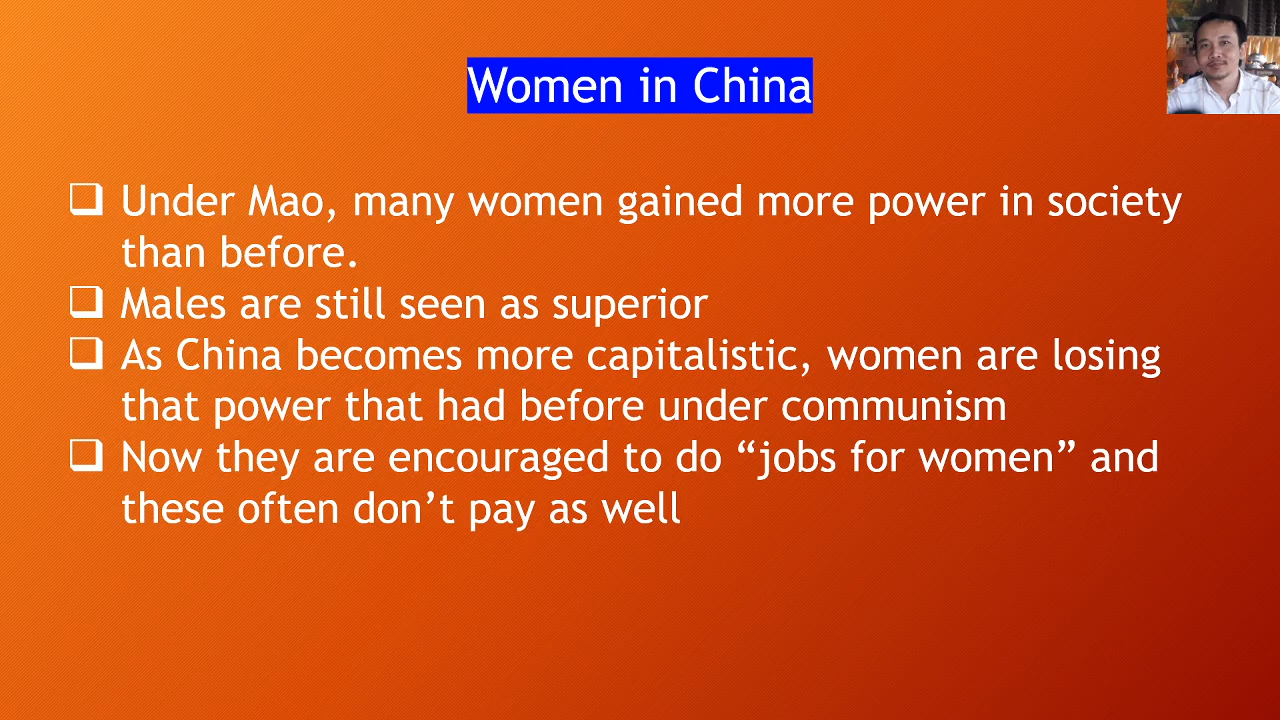 Women in China
Under Mao, many women gained more power in society
than before.
Males are still seen as superior
As China becomes more capitalistic, women are losing
that power that had before under communism
Now they are encouraged to do “jobs for women” and
these often don’t pay as well